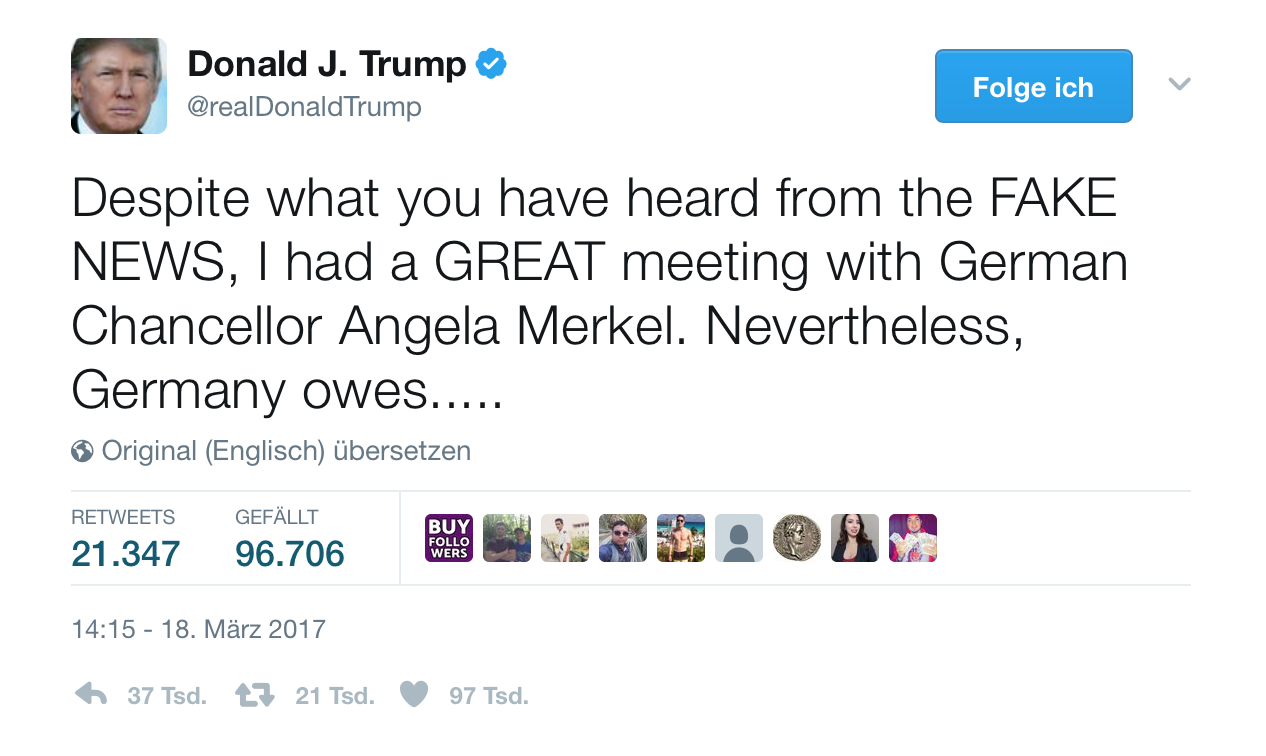 Donald J. Trump
@realDonaldTrump
Folge ich
Despite what you have heard from the FAKE
NEWS, I had a GREAT meeting with German
Chancellor Angela Merkel. Nevertheless,
Germany owes.....
Original (Englisch) übersetzen
RETWEETS
21.347
GEFÄLLT
96.706
BUY
FOLLO
WERS
14:15 - 18. März 2017
37 Tsd. 21 Tsd. 97 Tsd.